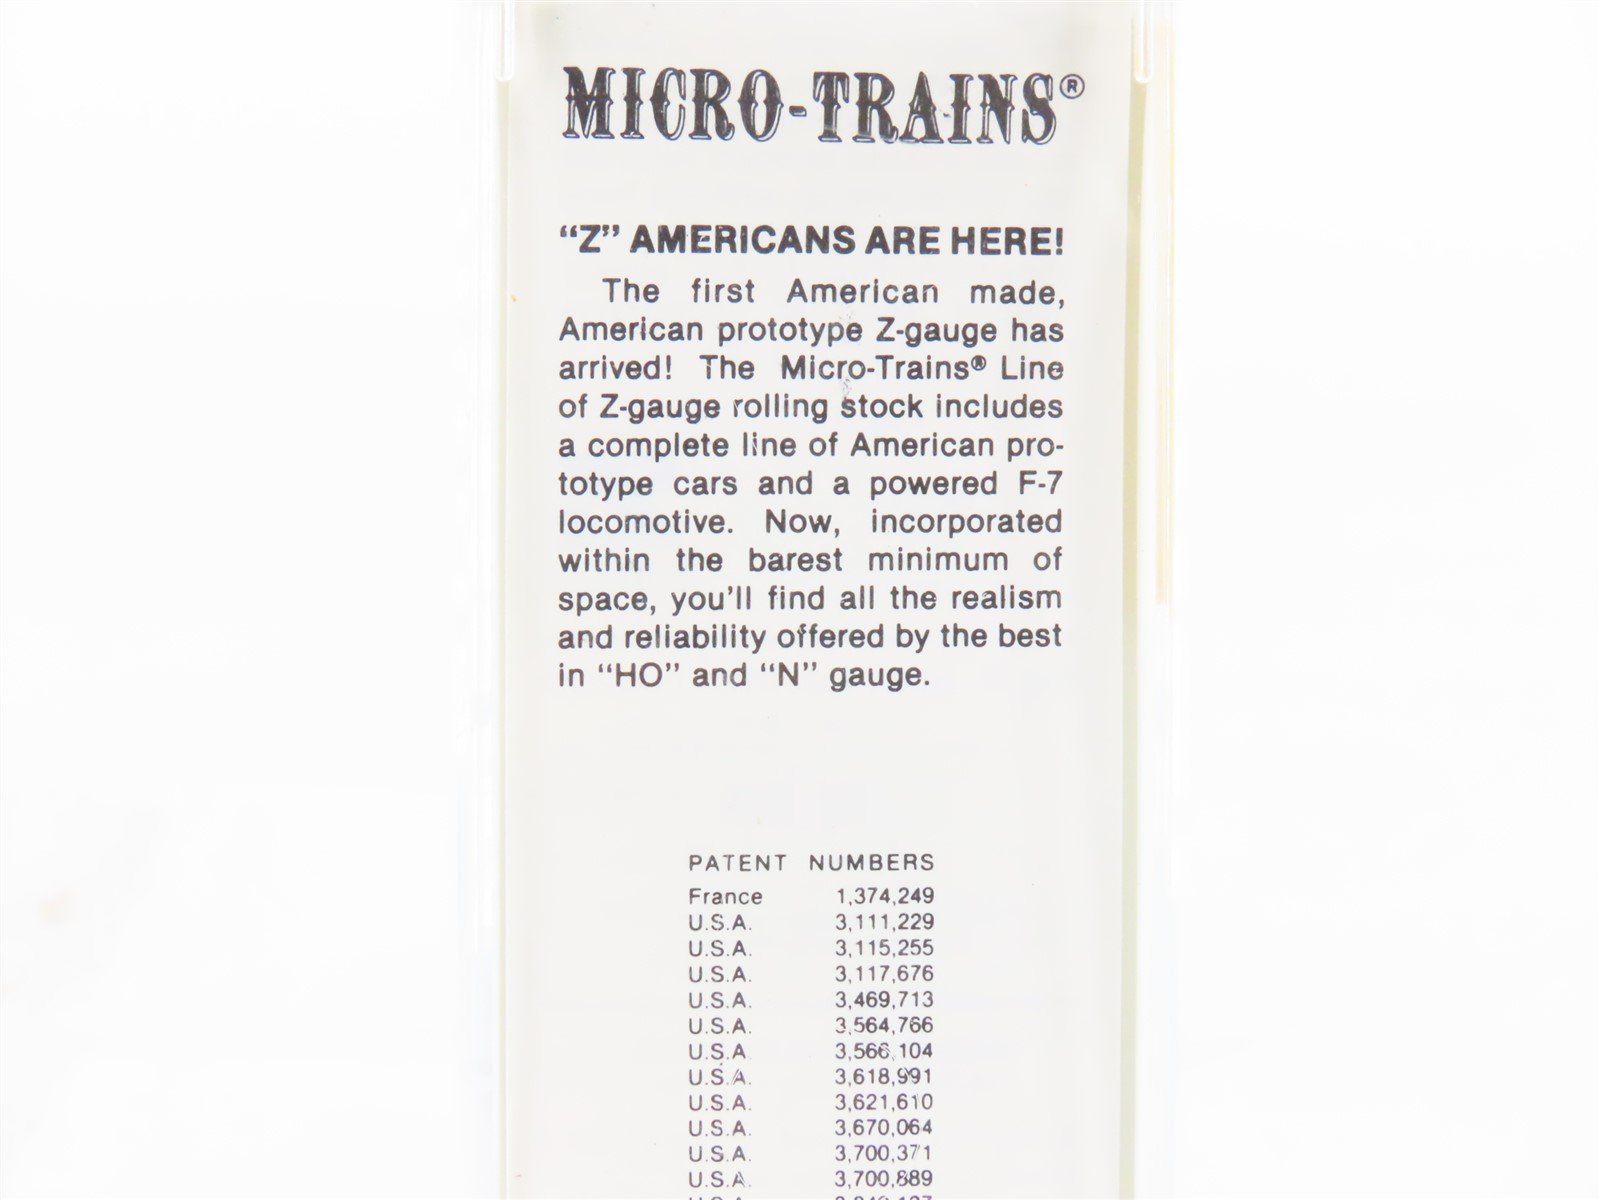 MICRO-TRAINS®
“Z” AMERICANS ARE HERE!
The first American made,
American prototype Z-gauge has
arrived! The Micro-Trains® Line
of Z-gauge rolling stock includes
a complete line of American pro-
totype cars and a powered F-7
locomotive. Now, incorporated
within the barest minimum of
space, you’ll find all the realism
and reliability offered by the best
in “HO” and “N” gauge.
PATENT NUMBERS
France 1,374,249
U.S.A. 3,111,229
U.S.A. 3,115,255
U.S.A. 3,117,676
U.S.A. 3,469,713
U.S.A. 3,564,766
U.S.A 3,566,104
U.S.A. 3,618,991
U.S.A. 3,621,610
U.S.A. 3,670,064
U.S.A. 3,700,371
U.S.A. 3,700,889
U.S.A.